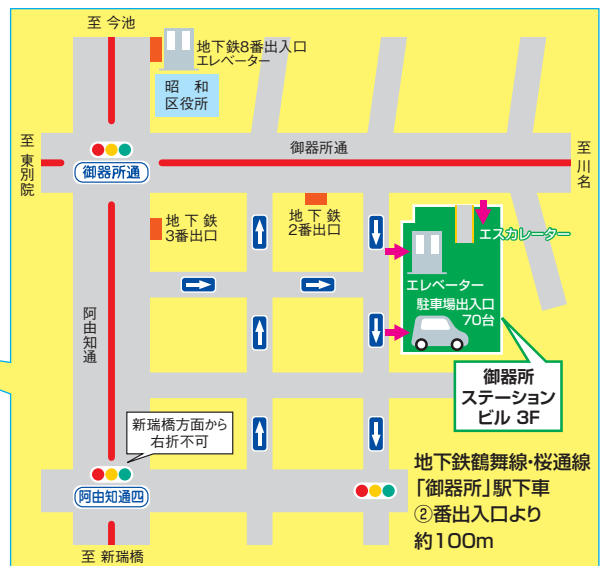 至 今池
地下鉄8番出入口
エレベーター
昭 和
区役所
至 東別院
御器所通
御器所通
至 川名
地 下 鉄
3番出口
地 下 鉄
2番出口
エスカレーター
エレベーター
駐車場出入口
70台
阿由知通
御器所
ステーション
ビル 3F
新瑞橋方面から
右折不可
阿由知通四
至 新瑞橋
地下鉄鶴舞線・桜通線
「御器所」駅下車
②番出入口より
約100m